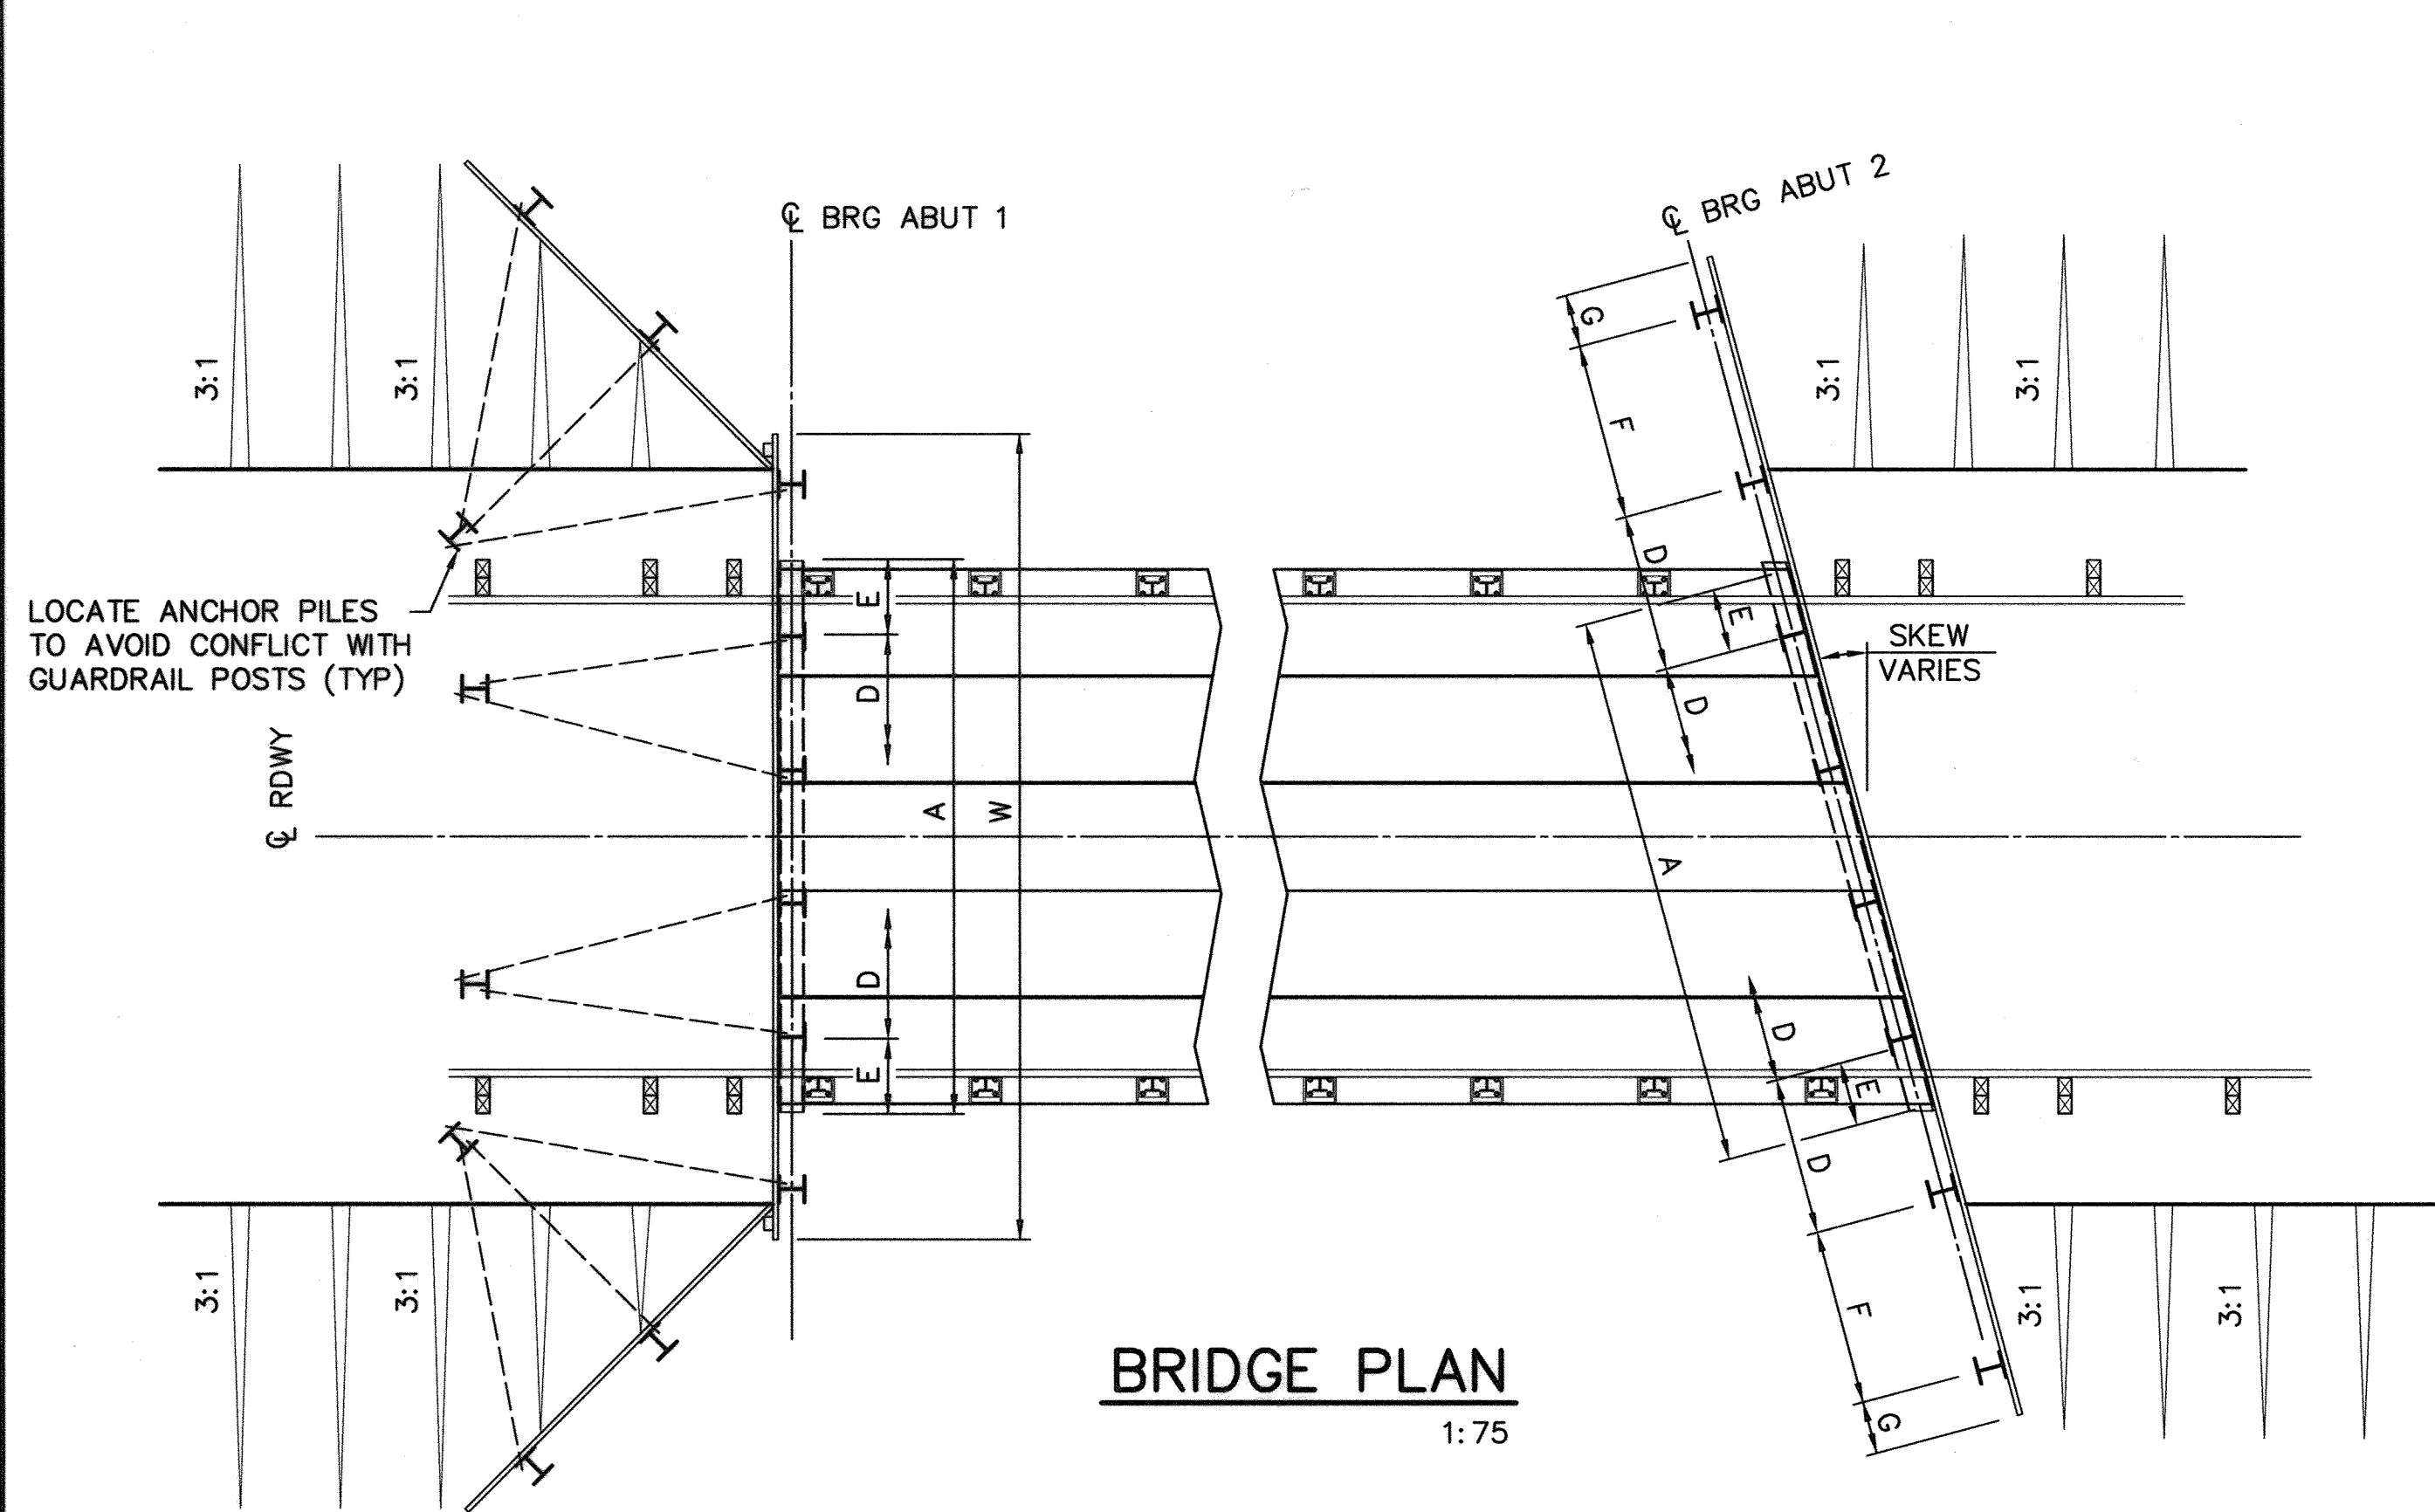 ℄ BRG ABUT 1
℄ BRG ABUT 2
3:1
3:1
3:1
3:1
G
F
D
E
D
A
D
E
D
F
G
E
D
A
W
D
E
LOCATE ANCHOR PILES
TO AVOID CONFLICT WITH
GUARDRAIL POSTS (TYP)
SKEW
VARIES
℄ RDWY
3:1
3:1
3:1
3:1
BRIDGE PLAN
1:75